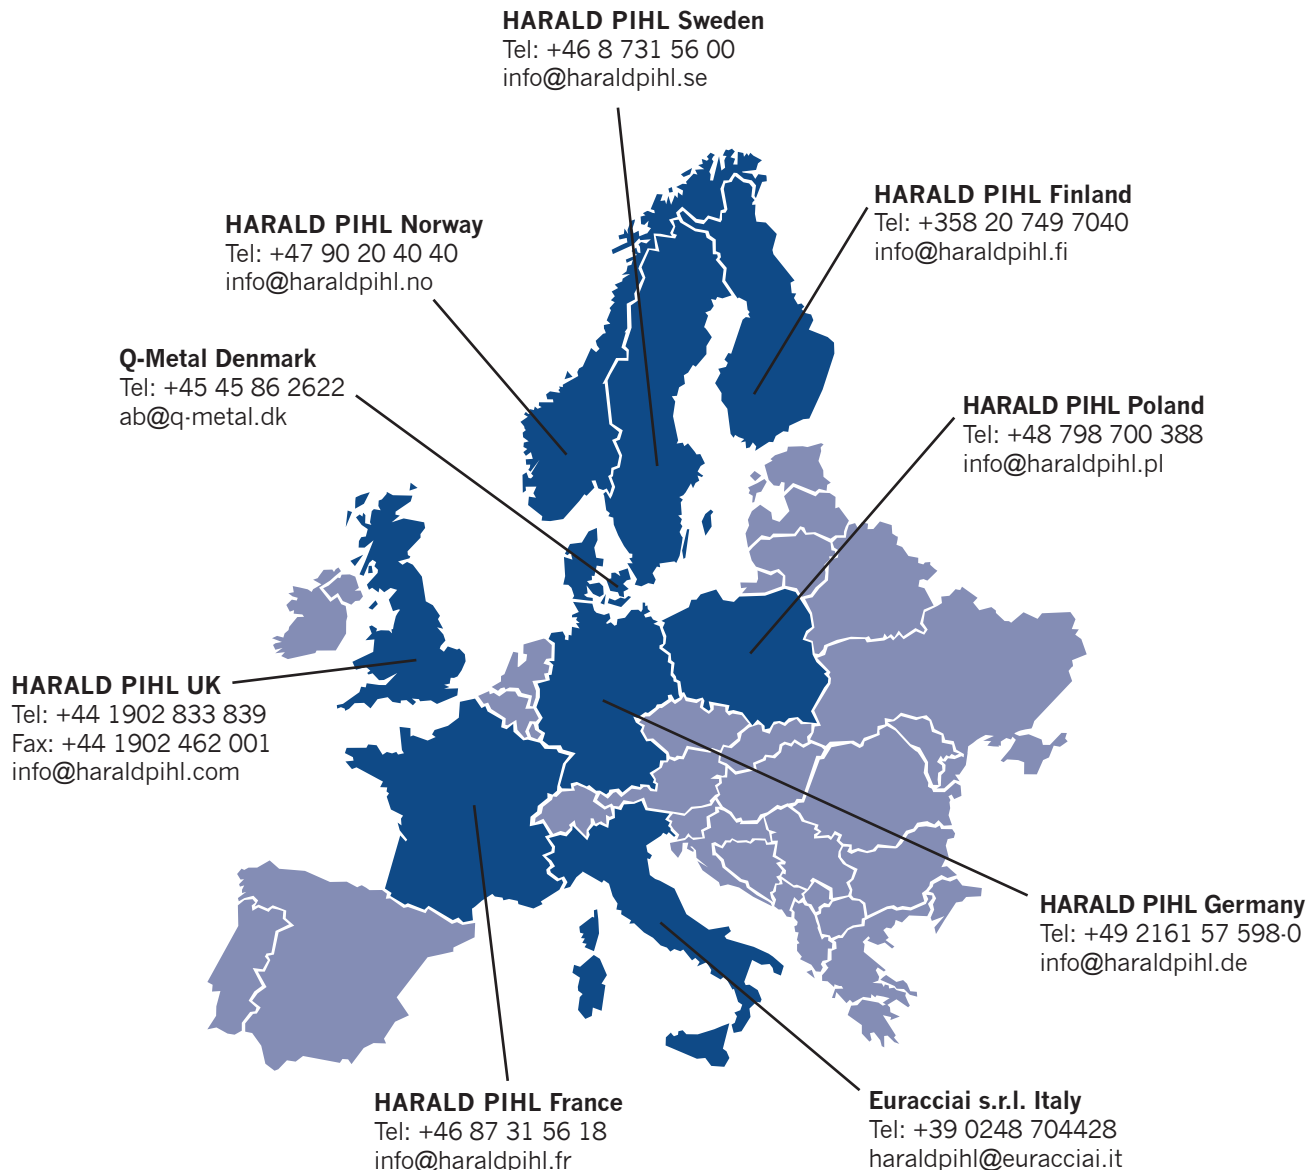 HARALD PIHL Sweden
Tel: +46 8 731 56 00
info@haraldpihl.se
HARALD PIHL Finland
Tel: +358 20 749 7040
info@haraldpihl.fi
HARALD PIHL Norway
Tel: +47 90 20 40 40
info@haraldpihl.no
Q-Metal Denmark
Tel: +45 45 86 2622
ab@q-metal.dk
HARALD PIHL Poland
Tel: +48 798 700 388
info@haraldpihl.pl
HARALD PIHL UK
Tel: +44 1902 833 839
Fax: +44 1902 462 001
info@haraldpihl.com
HARALD PIHL Germany
Tel: +49 2161 57 598-0
info@haraldpihl.de
HARALD PIHL France
Tel: +46 87 31 56 18
info@haraldpihl.fr
Euracciai s.r.l. Italy
Tel: +39 0248 704428
haraldpihl@euracciai.it